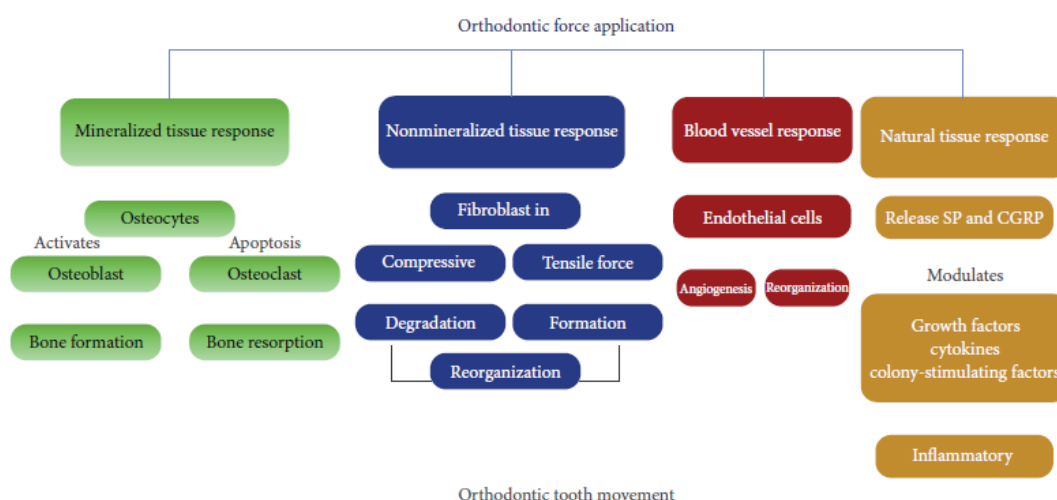 Orthodontic force application
Mineralized tissue response
Nonmineralized tissue response
Blood vessel response
Natural tissue response
Osteocytes
Activates
Apoptosis
Osteoblast
Osteoclast
Bone formation
Bone resorption
Fibroblast in
Compressive
Tensile force
Degradation
Formation
Reorganization
Endothelial cells
Angiogenesis
Reorganization
Release SP and CGRP
Modulates
Growth factors
cytokines
colony-stimulating factors
Inflammatory
Orthodontic tooth movement